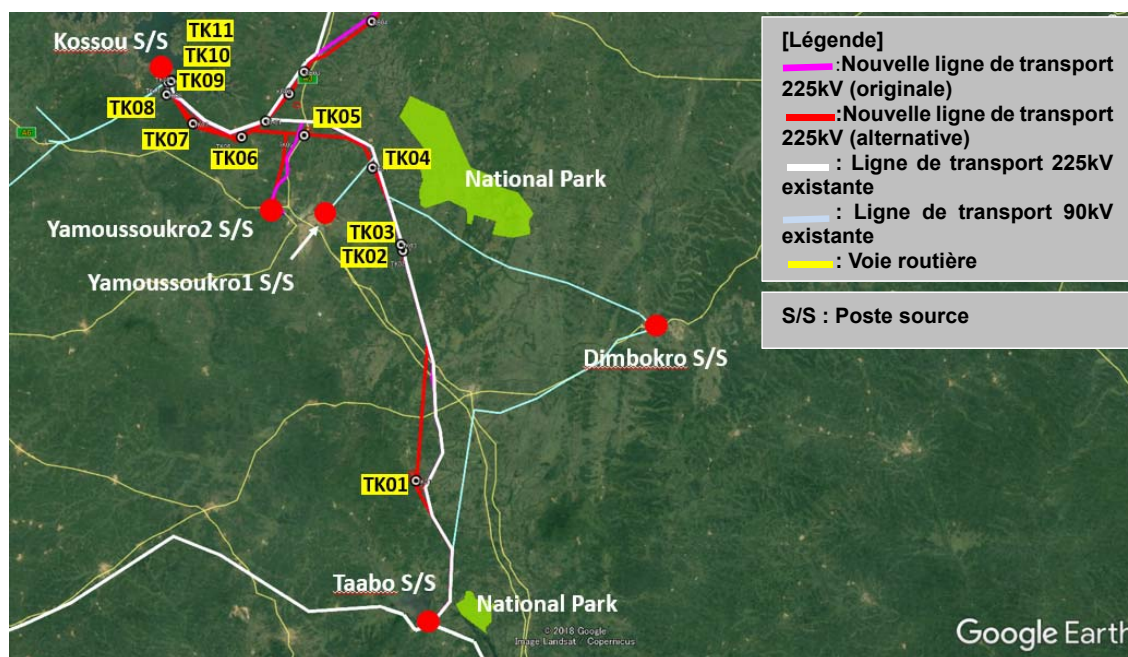 Kossou S/S
TK11
TK10
TK09
TK08
TK07
TK06
TK05
TK04
National Park
Yamoussoukro2 S/S
TK03
TK02
Yamoussoukro1 S/S
Dimbokro S/S
TK01
Taabo S/S
National Park
© 2018 Google
Image Landsat / Copernicus
Google Earth
[Légende]
:Nouvelle ligne de transport
225kV (originale)
:Nouvelle ligne de transport
225kV (alternative)
: Ligne de transport 225kV
existante
: Ligne de transport 90kV
existante
: Voie routière
S/S : Poste source